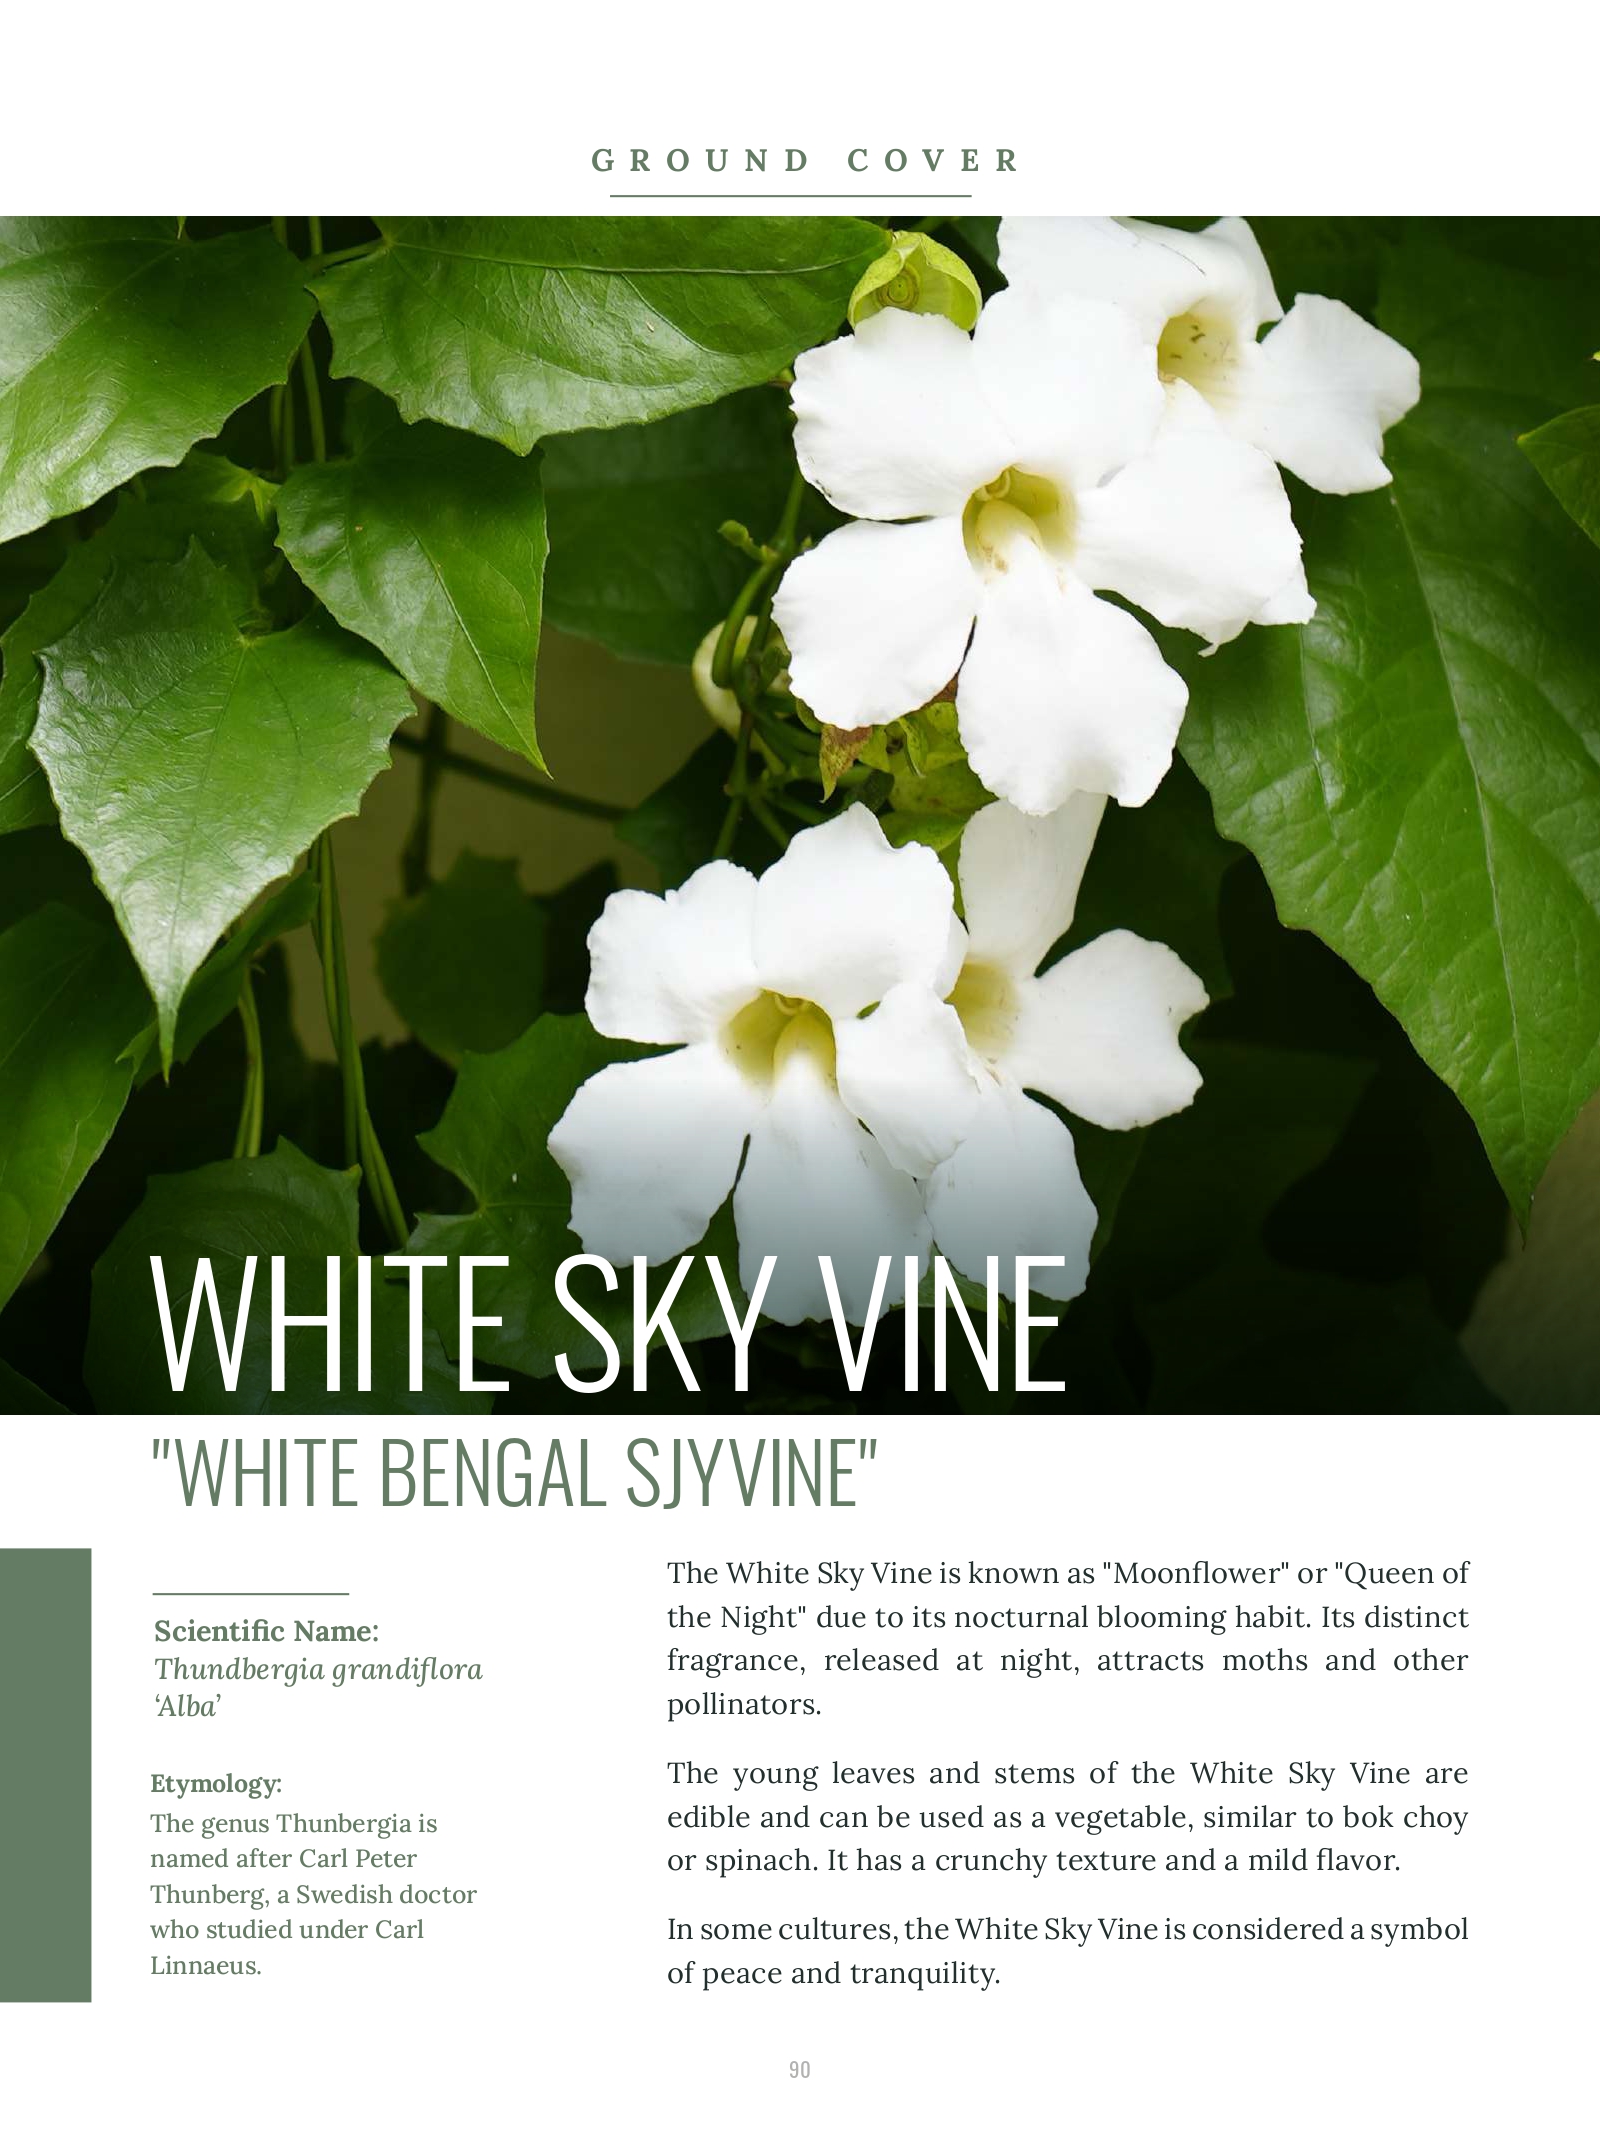 GROUND COVER
WHITE SKY VINE
"WHITE BENGAL SJYVINE"
Scientific Name:
Thundbergia grandiflora
‘Alba’
Etymology:
The genus Thunbergia is
named after Carl Peter
Thunberg, a Swedish doctor
who studied under Carl
Linnaeus.
The White Sky Vine is known as "Moonflower" or "Queen of
the Night" due to its nocturnal blooming habit. Its distinct
fragrance, released at night, attracts moths and other
pollinators.
The young leaves and stems of the White Sky Vine are
edible and can be used as a vegetable, similar to bok choy
or spinach. It has a crunchy texture and a mild flavor.
In some cultures, the White Sky Vine is considered a symbol
of peace and tranquility.
90